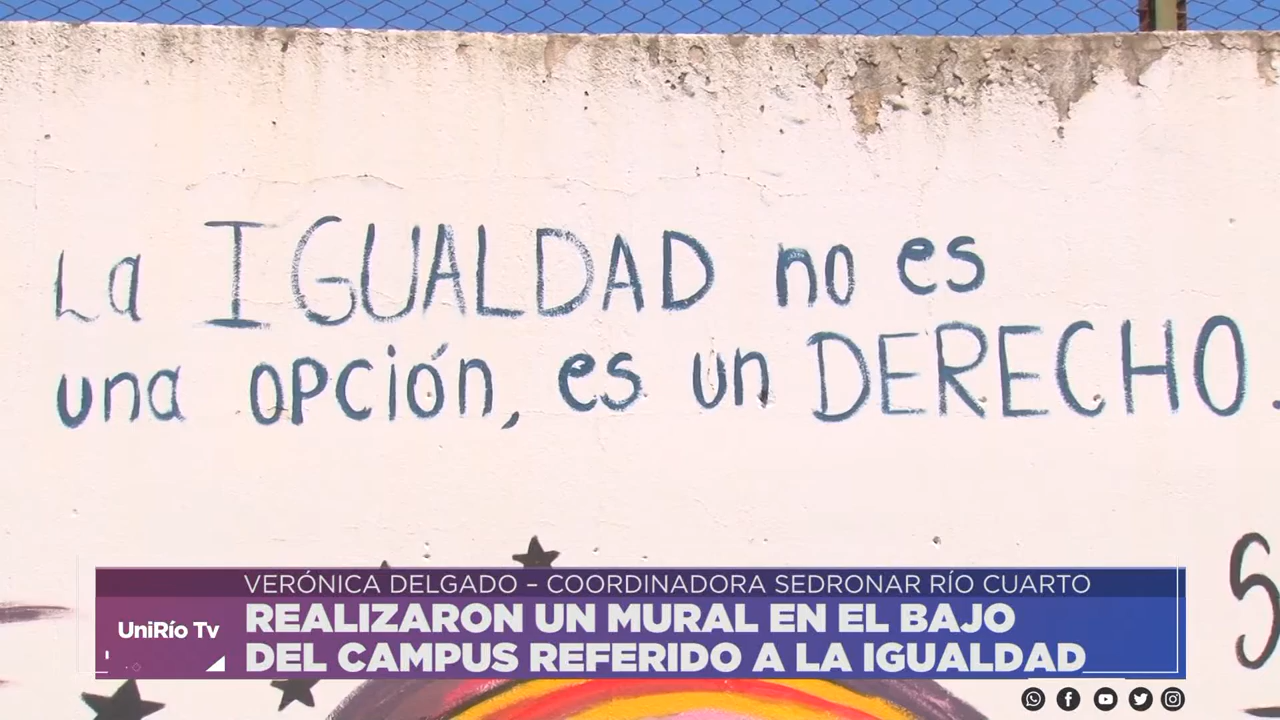 La IGUALDAD no es
una opción, es un DERECHO.
S
VERÓNICA DELGADO – COORDINADORA SEDRONAR RÍO CUARTO
UniRío Tv
REALIZARON UN MURAL EN EL BAJO
DEL CAMPUS REFERIDO A LA IGUALDAD